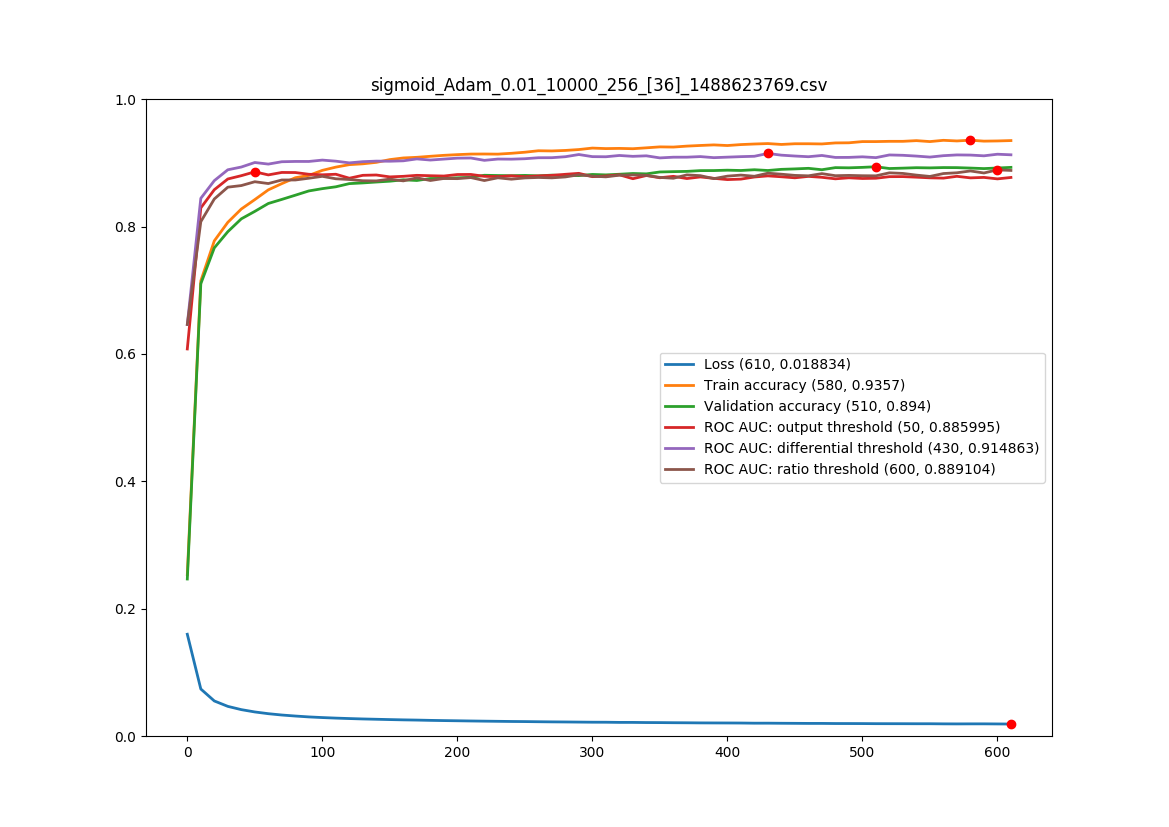 sigmoid_Adam_0.01_10000_256_[36]_1488623769.csv
1.0
0.8
0.6
0.4
0.2
0.0
Loss (610, 0.018834)
Train accuracy (580, 0.9357)
Validation accuracy (510, 0.894)
ROC AUC: output threshold (50, 0.885995)
ROC AUC: differential threshold (430, 0.914863)
ROC AUC: ratio threshold (600, 0.889104)
0 100 200 300 400 500 600